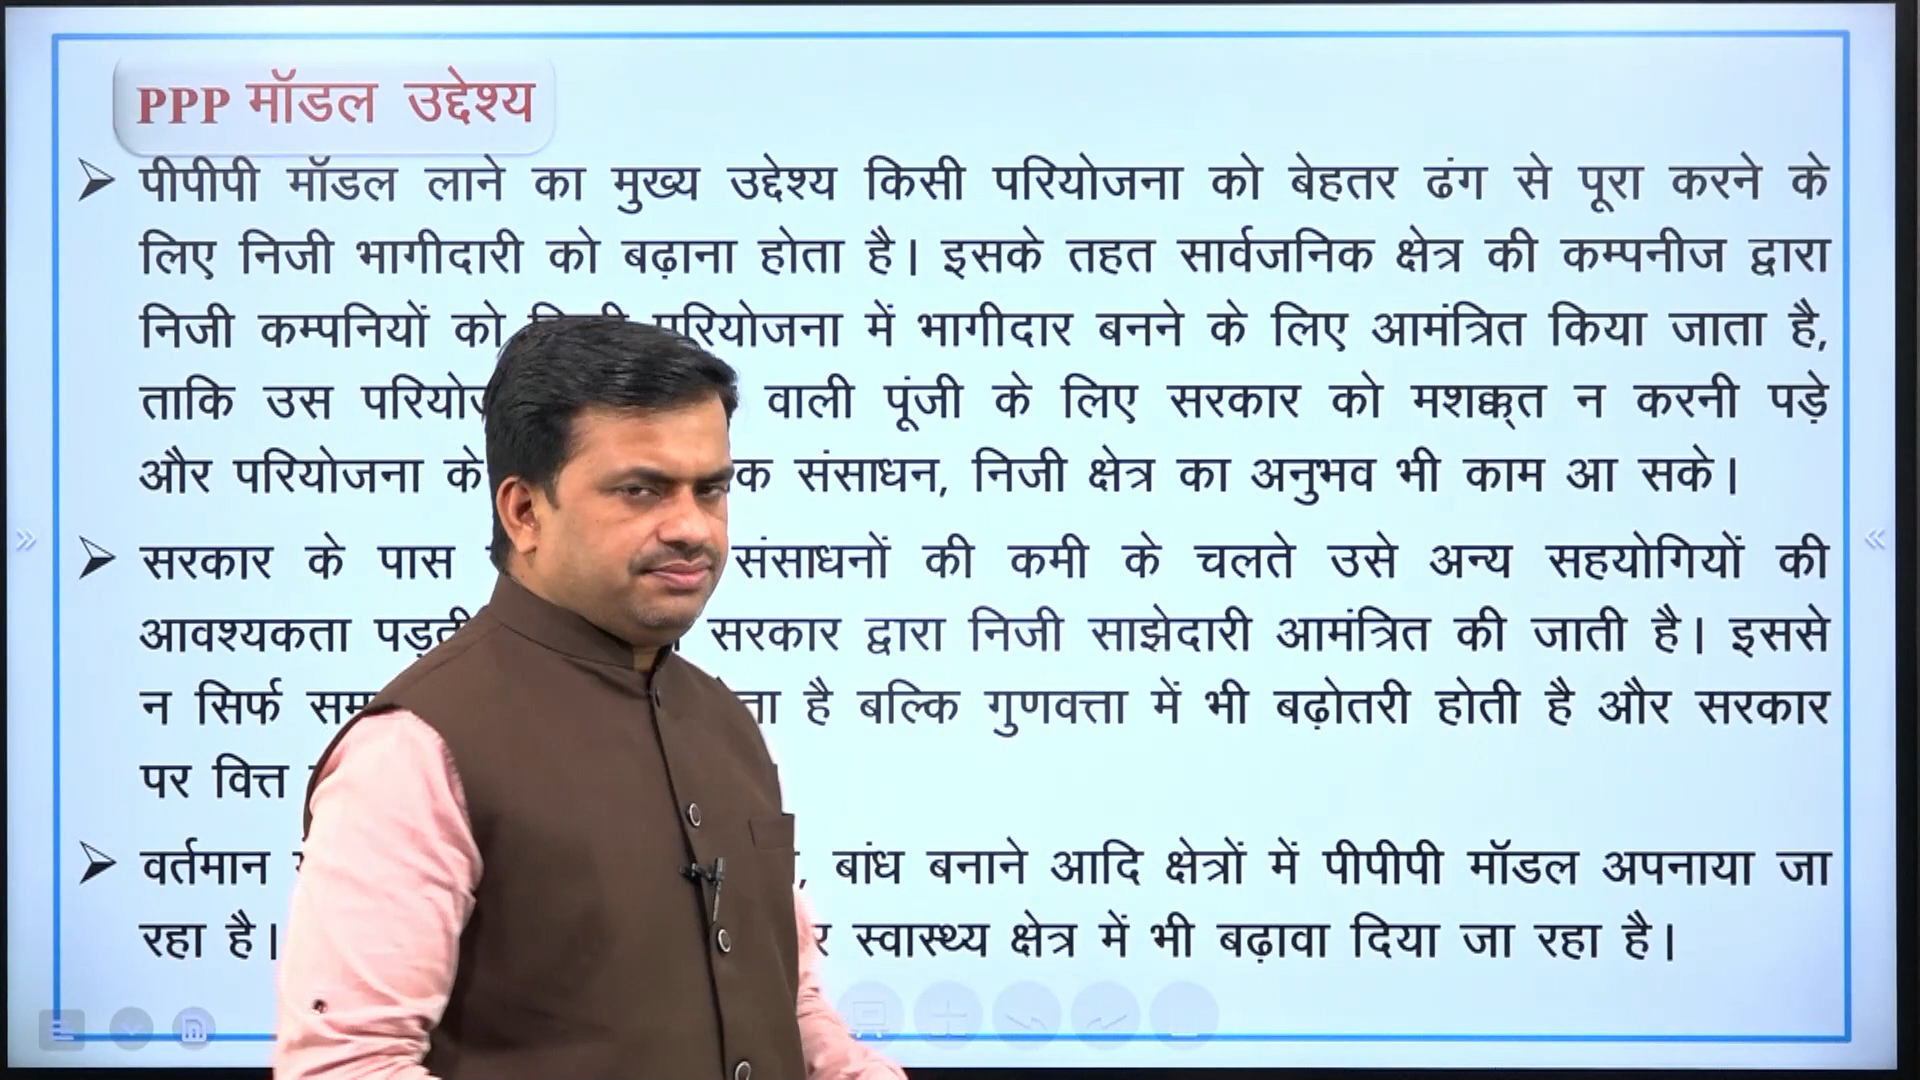 PPP मॉडल उद्देश्य
पीपीपी मॉडल लाने का मुख्य उद्देश्य किसी परियोजना को बेहतर ढंग से पूरा करने के
लिए निजी भागीदारी को बढ़ाना होता है। इसके तहत सार्वजनिक क्षेत्र की कम्पनीज द्वारा
निजी कम्पनियों को परियोजना में भागीदार बनने के लिए आमंत्रित किया जाता है,
ताकि उस वाली पूंजी के लिए सरकार को मशक्क्त न करनी पड़े
और परियोजना के संसाधन, निजी क्षेत्र का अनुभव भी काम आ सके।
सरकार के पास संसाधनों की कमी के चलते उसे अन्य सहयोगियों की
आवश्यकता सरकार द्वारा निजी साझेदारी आमंत्रित की जाती है। इससे
न सिर्फ है बल्कि गुणवत्ता में भी बढ़ोतरी होती है और सरकार
पर वित्त
वर्तमान , बांध बनाने आदि क्षेत्रों में पीपीपी मॉडल अपनाया जा
रहा है। स्वास्थ्य क्षेत्र में भी बढ़ावा दिया जा रहा है।